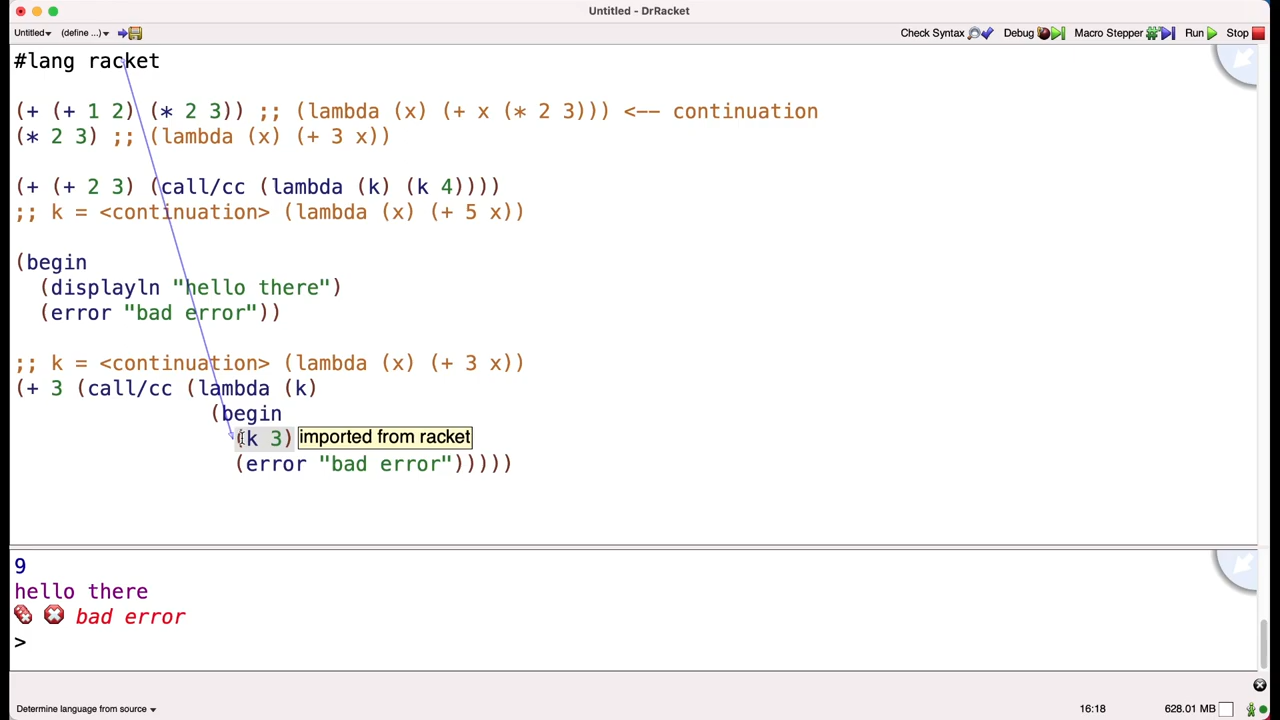 Untitled - DrRacket
Untitled▾ (define ...)▾ Check Syntax Debug Macro Stepper Run Stop
#lang racket
(+ (+ 1 2) (* 2 3)) ;; (lambda (x) (+ x (* 2 3))) <-- continuation
(* 2 3) ;; (lambda (x) (+ 3 x))
(+ (+ 2 3) (call/cc (lambda (k) (k 4))))
;; k = <continuation> (lambda (x) (+ 5 x))
(begin
(displayln "hello there")
(error "bad error"))
;; k = <continuation> (lambda (x) (+ 3 x))
(+ 3 (call/cc (lambda (k)
(begin
(k 3) imported from racket
(error "bad error")))))
9
hello there
bad error
>
Determine language from source▾ 16:18 628.01 MB